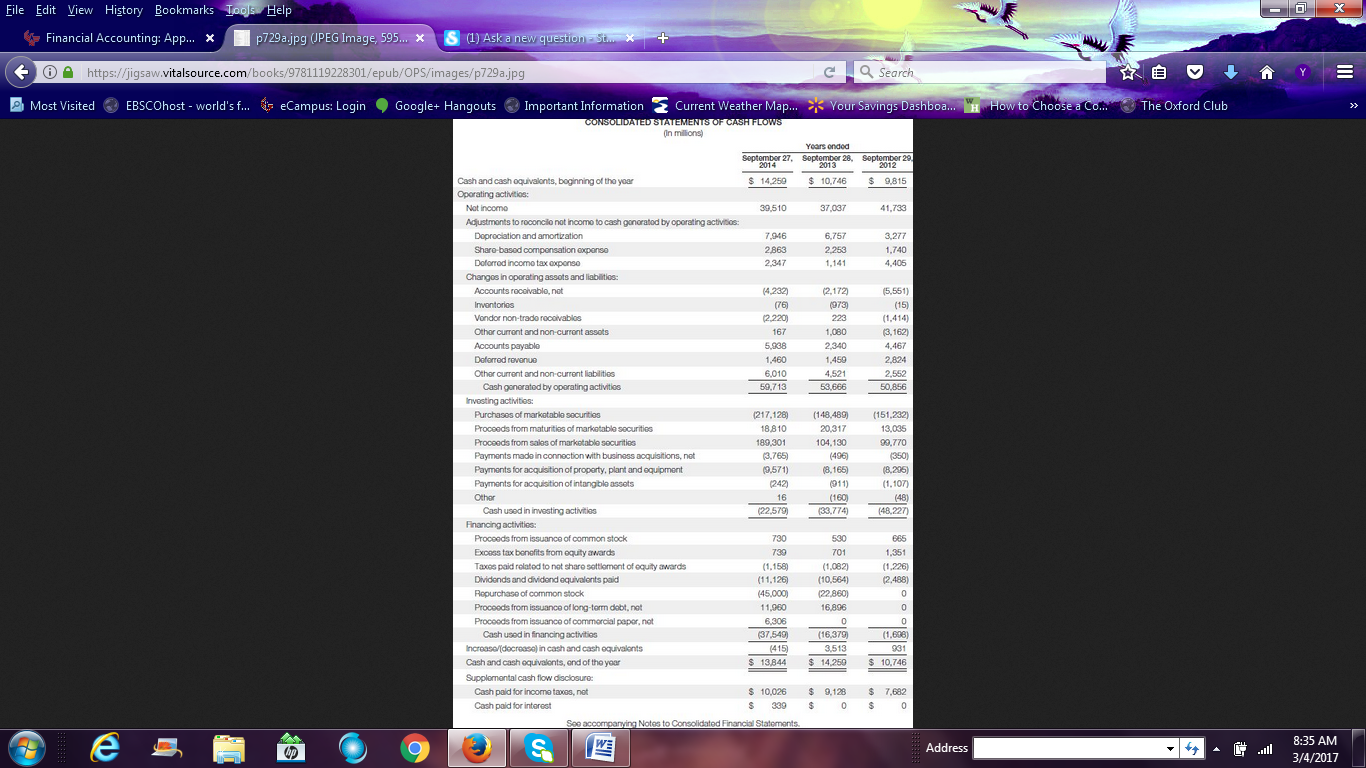 File Edit View History Bookmarks Tools Help
Financial Accounting: App... × p729a.jpg (JPEG Image, 595... × (1) Ask a new question - St... × +
https://jigsaw.vitalsource.com/books/9781119228301/epub/OPS/images/p729a.jpg Search Y
Most Visited EBSCOhost - world's f... eCampus: Login Google+ Hangouts Important Information Current Weather Map... Your Savings Dashboa... How to Choose a Co... The Oxford Club »
CONSOLIDATED STATEMENTS OF CASH FLOWS
(In millions)
Years ended
September 27, September 28, September 29,
2014 2013 2012
Cash and cash equivalents, beginning of the year $ 14,259 $ 10,746 $ 9,815
Operating activities:
Net income 39,510 37,037 41,733
Adjustments to reconcile net income to cash generated by operating activities:
Depreciation and amortization 7,946 6,757 3,277
Share-based compensation expense 2,863 2,253 1,740
Deferred income tax expense 2,347 1,141 4,405
Changes in operating assets and liabilities:
Accounts receivable, net (4,232) (2,172) (5,551)
Inventories (76) (973) (15)
Vendor non-trade receivables (2,220) 223 (1,414)
Other current and non-current assets 167 1,080 (3,162)
Accounts payable 5,938 2,340 4,467
Deferred revenue 1,460 1,459 2,824
Other current and non-current liabilities 6,010 4,521 2,552
Cash generated by operating activities 59,713 53,666 50,856
Investing activities:
Purchases of marketable securities (217,128) (148,489) (151,232)
Proceeds from maturities of marketable securities 18,810 20,317 13,035
Proceeds from sales of marketable securities 189,301 104,130 99,770
Payments made in connection with business acquisitions, net (3,765) (496) (350)
Payments for acquisition of property, plant and equipment (9,571) (8,165) (8,295)
Payments for acquisition of intangible assets (242) (911) (1,107)
Other 16 (160) (48)
Cash used in investing activities (22,579) (33,774) (48,227)
Financing activities:
Proceeds from issuance of common stock 730 530 665
Excess tax benefits from equity awards 739 701 1,351
Taxes paid related to net share settlement of equity awards (1,158) (1,082) (1,226)
Dividends and dividend equivalents paid (11,126) (10,564) (2,488)
Repurchase of common stock (45,000) (22,860) 0
Proceeds from issuance of long-term debt, net 11,960 16,896 0
Proceeds from issuance of commercial paper, net 6,306 0 0
Cash used in financing activities (37,549) (16,379) (1,698)
Increase/(decrease) in cash and cash equivalents (415) 3,513 931
Cash and cash equivalents, end of the year $ 13,844 $ 14,259 $ 10,746
Supplemental cash flow disclosure:
Cash paid for income taxes, net $ 10,026 $ 9,128 $ 7,682
Cash paid for interest $ 339 $ 0 $ 0
See accompanying Notes to Consolidated Financial Statements.
Address
8:35 AM
3/4/2017